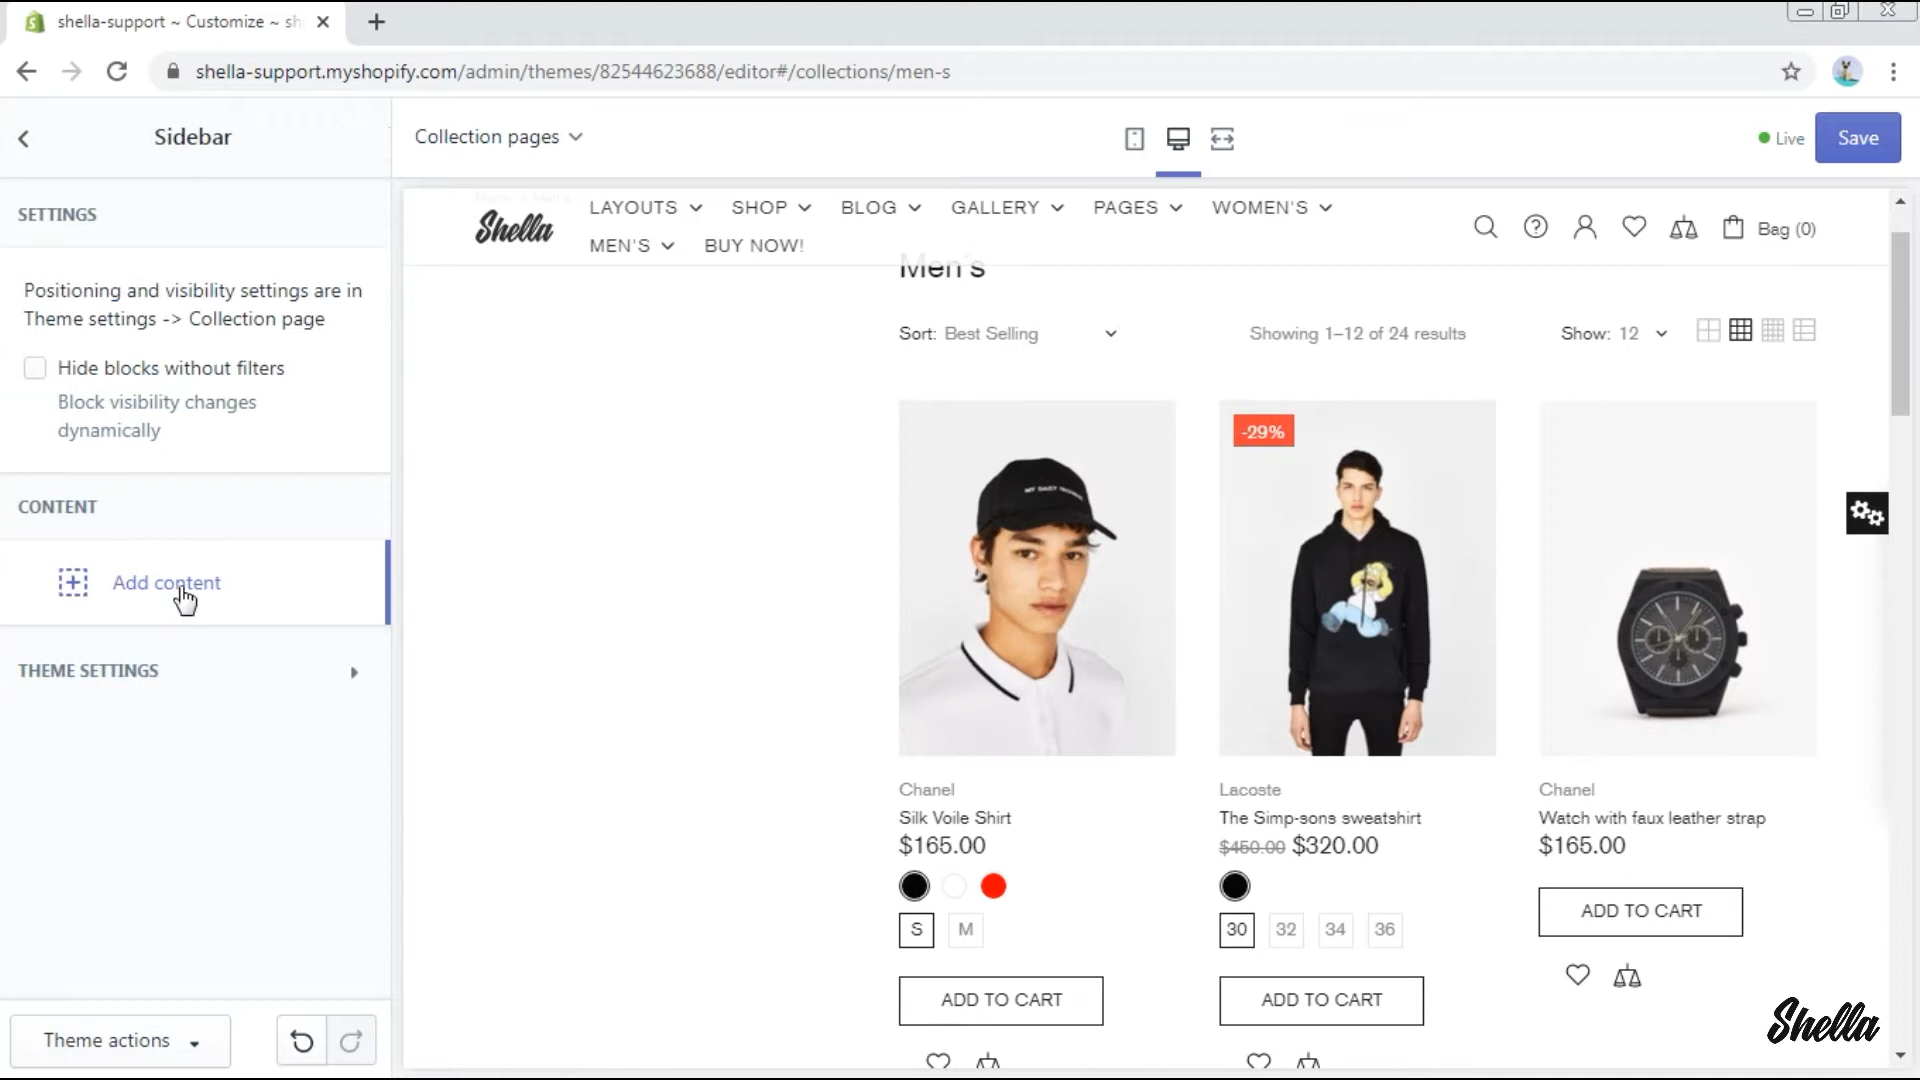 shella-support ~ Customize ~ sh
shella-support.myshopify.com/admin/themes/82544623688/editor#/collections/men-s
Sidebar
Collection pages
Live
Save
SETTINGS
Positioning and visibility settings are in
Theme settings -> Collection page
Hide blocks without filters
Block visibility changes
dynamically
CONTENT
Add content
THEME SETTINGS
Theme actions
Shella
LAYOUTS
SHOP
BLOG
GALLERY
PAGES
WOMEN'S
MEN'S
BUY NOW!
Bag (0)
Men's
Sort: Best Selling
Showing 1–12 of 24 results
Show: 12
-29%
Chanel
Silk Voile Shirt
$165.00
S
M
ADD TO CART
Lacoste
The Simp-sons sweatshirt
$450.00 $320.00
30
32
34
36
ADD TO CART
Chanel
Watch with faux leather strap
$165.00
ADD TO CART
Shella